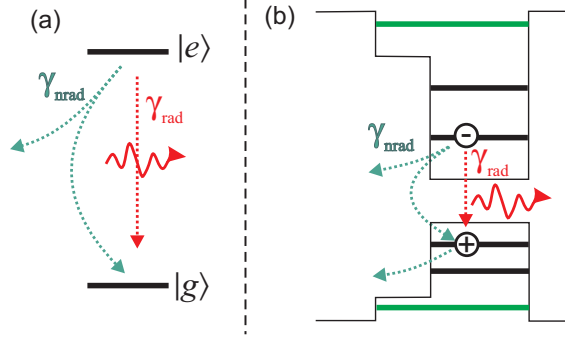 (a)
|e⟩
γnrad
γrad
|g⟩
(b)
-
γnrad
γrad
+